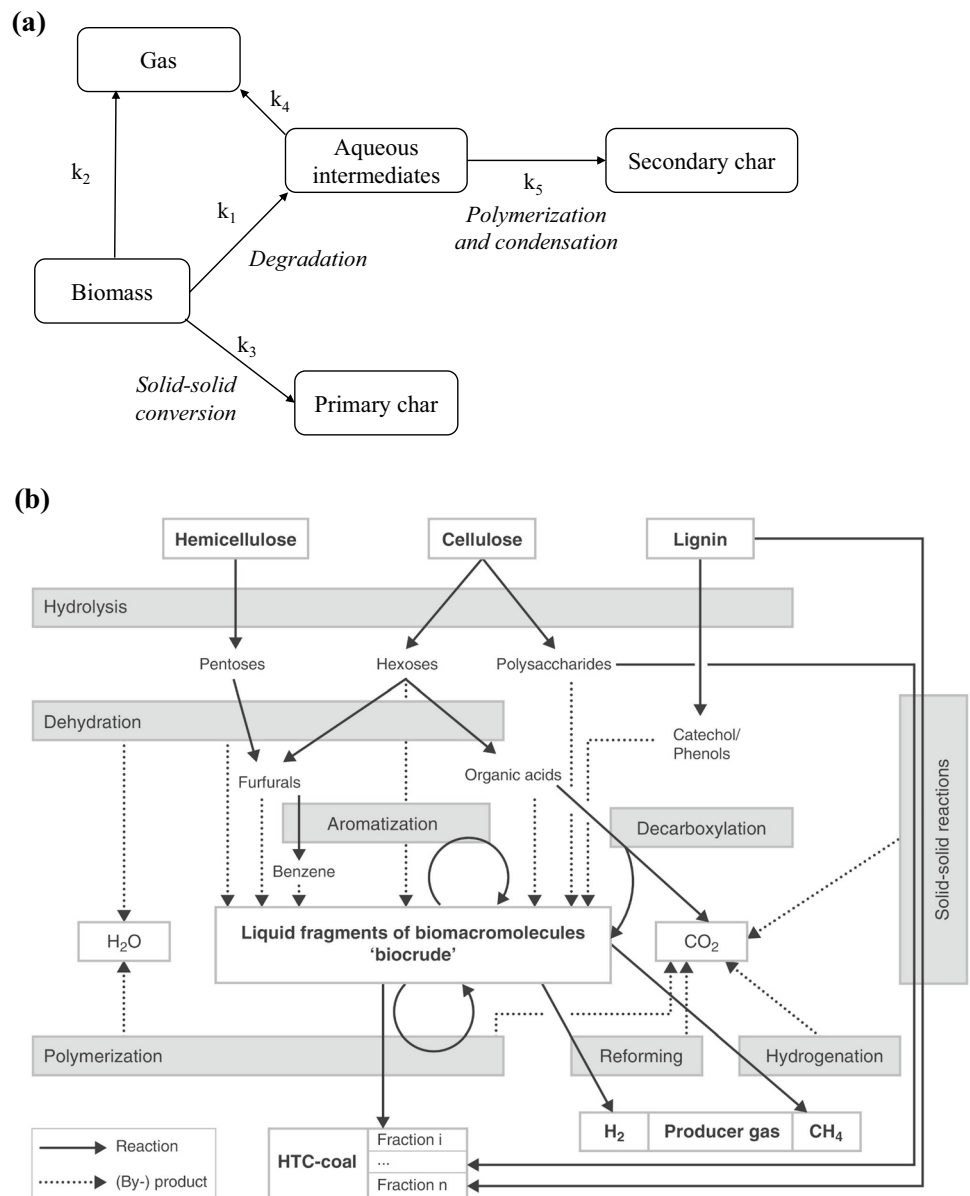 (a)
Gas
k4
Aqueous
intermediates
Secondary char
k2
k5
k1
Polymerization
and condensation
Degradation
Biomass
k3
Solid-solid
conversion
Primary char
(b)
Hemicellulose
Cellulose
Lignin
Hydrolysis
Pentoses
Hexoses
Polysaccharides
Dehydration
Catechol/
Phenols
Furfurals
Organic acids
Aromatization
Decarboxylation
Solid-solid reactions
Benzene
H2O
Liquid fragments of biomacromolecules
'biocrude'
CO2
Polymerization
Reforming
Hydrogenation
H2
Producer gas
CH4
Reaction
(By-) product
HTC-coal
Fraction i
...
Fraction n